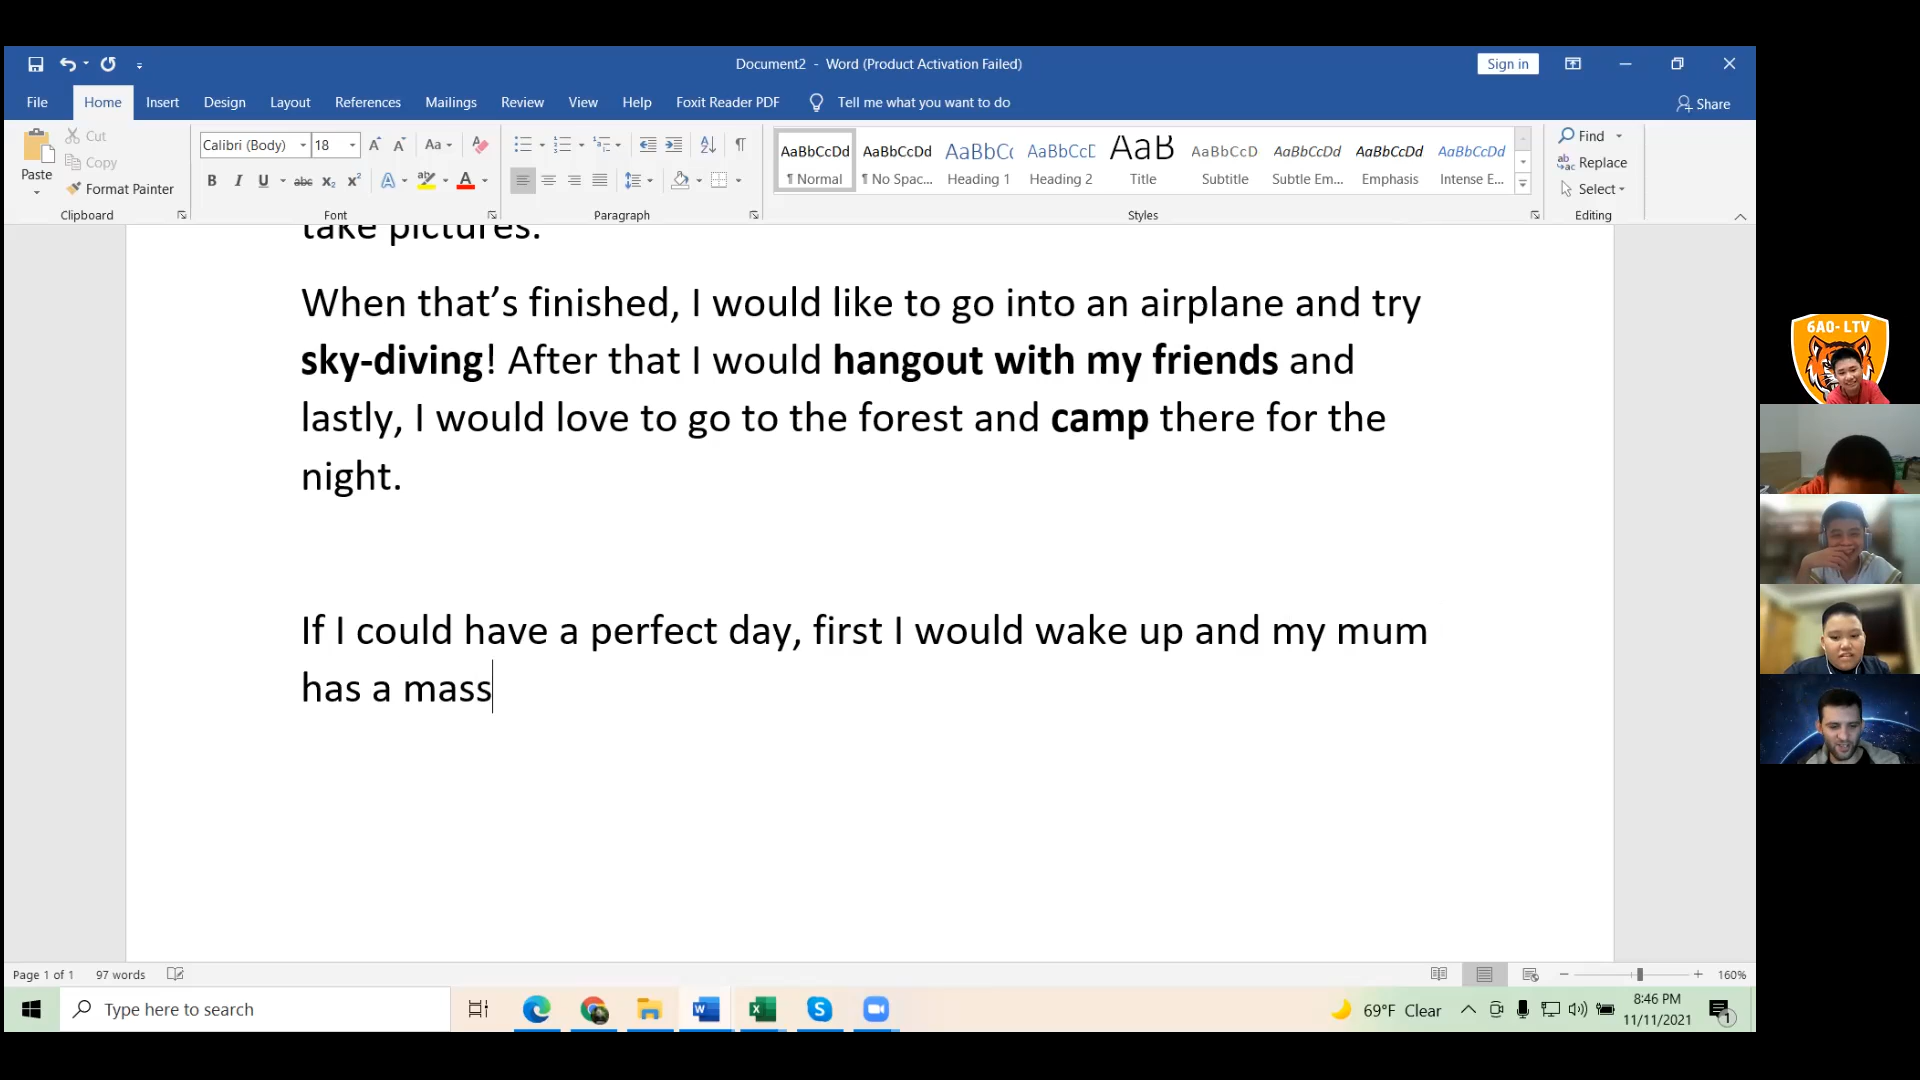 Document2 - Word (Product Activation Failed)
Sign in
File Home Insert Design Layout References Mailings Review View Help Foxit Reader PDF Tell me what you want to do Share
Paste
Cut
Copy
Format Painter
Clipboard
Calibri (Body) 18
Font
Paragraph
AaBbCcDd AaBbCcDd AaBbC AaBbCcD AaB AaBbCcD AaBbCcDd AaBbCcDd AaBbCcDd
¶ Normal ¶ No Spac... Heading 1 Heading 2 Title Subtitle Subtle Em... Emphasis Intense E...
Styles
Find
Replace
Select
Editing
take pictures.
When that’s finished, I would like to go into an airplane and try
sky-diving! After that I would hangout with my friends and
lastly, I would love to go to the forest and camp there for the
night.
If I could have a perfect day, first I would wake up and my mum
has a mass
6A0- LTV
Page 1 of 1 97 words 160%
Type here to search
69°F Clear
8:46 PM
11/11/2021
1